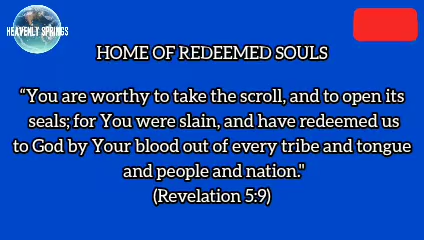 HEAVENLY SPRINGS
HOME OF REDEEMED SOULS
“You are worthy to take the scroll, and to open its
seals; for You were slain, and have redeemed us
to God by Your blood out of every tribe and tongue
and people and nation."
(Revelation 5:9)